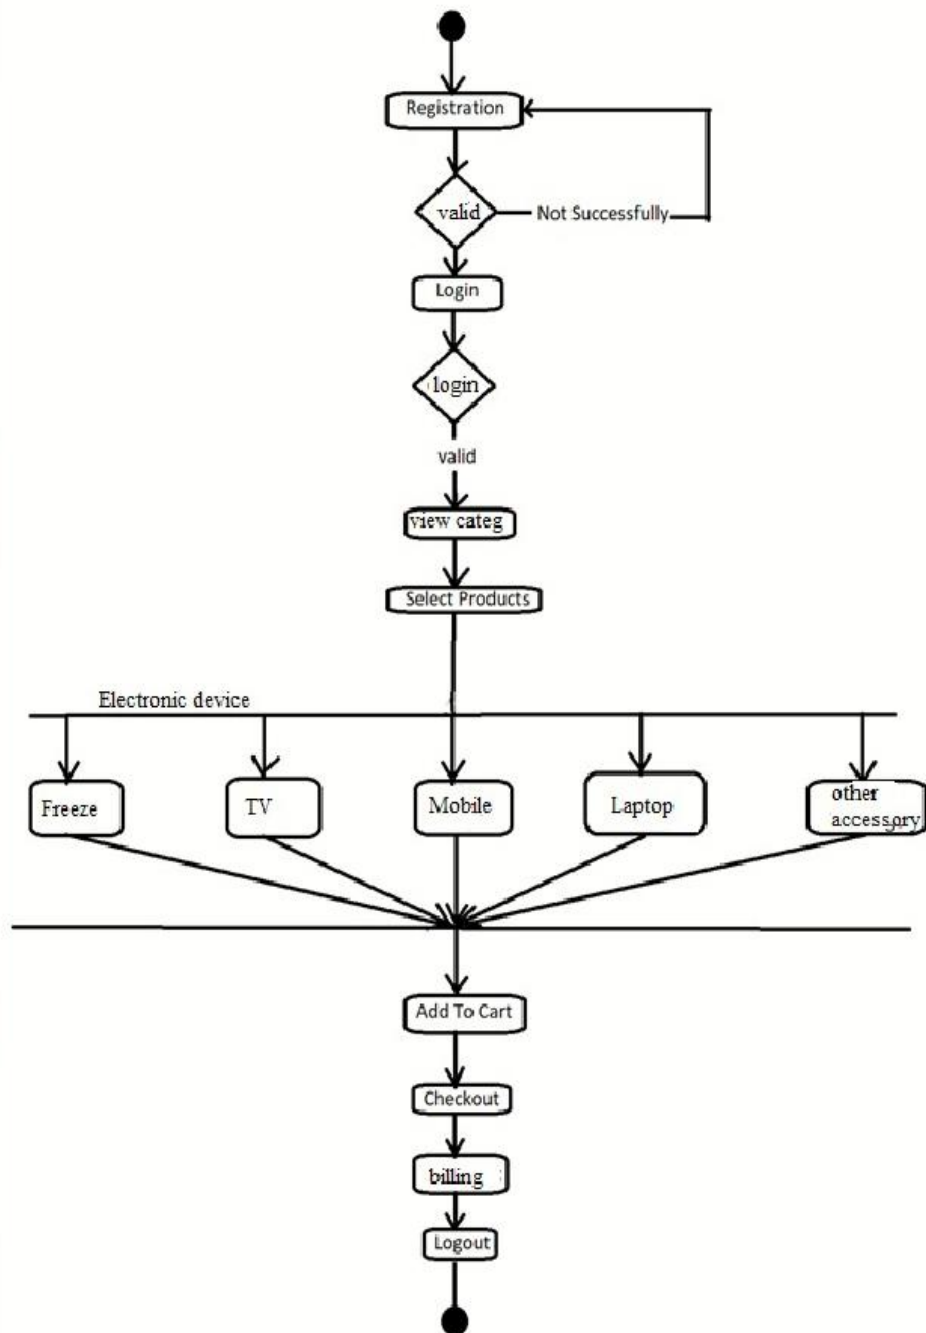 Registration
valid
Not Successfully
Login
login
valid
view categ
Select Products
Electronic device
Freeze
TV
Mobile
Laptop
other
accessory
Add To Cart
Checkout
billing
Logout